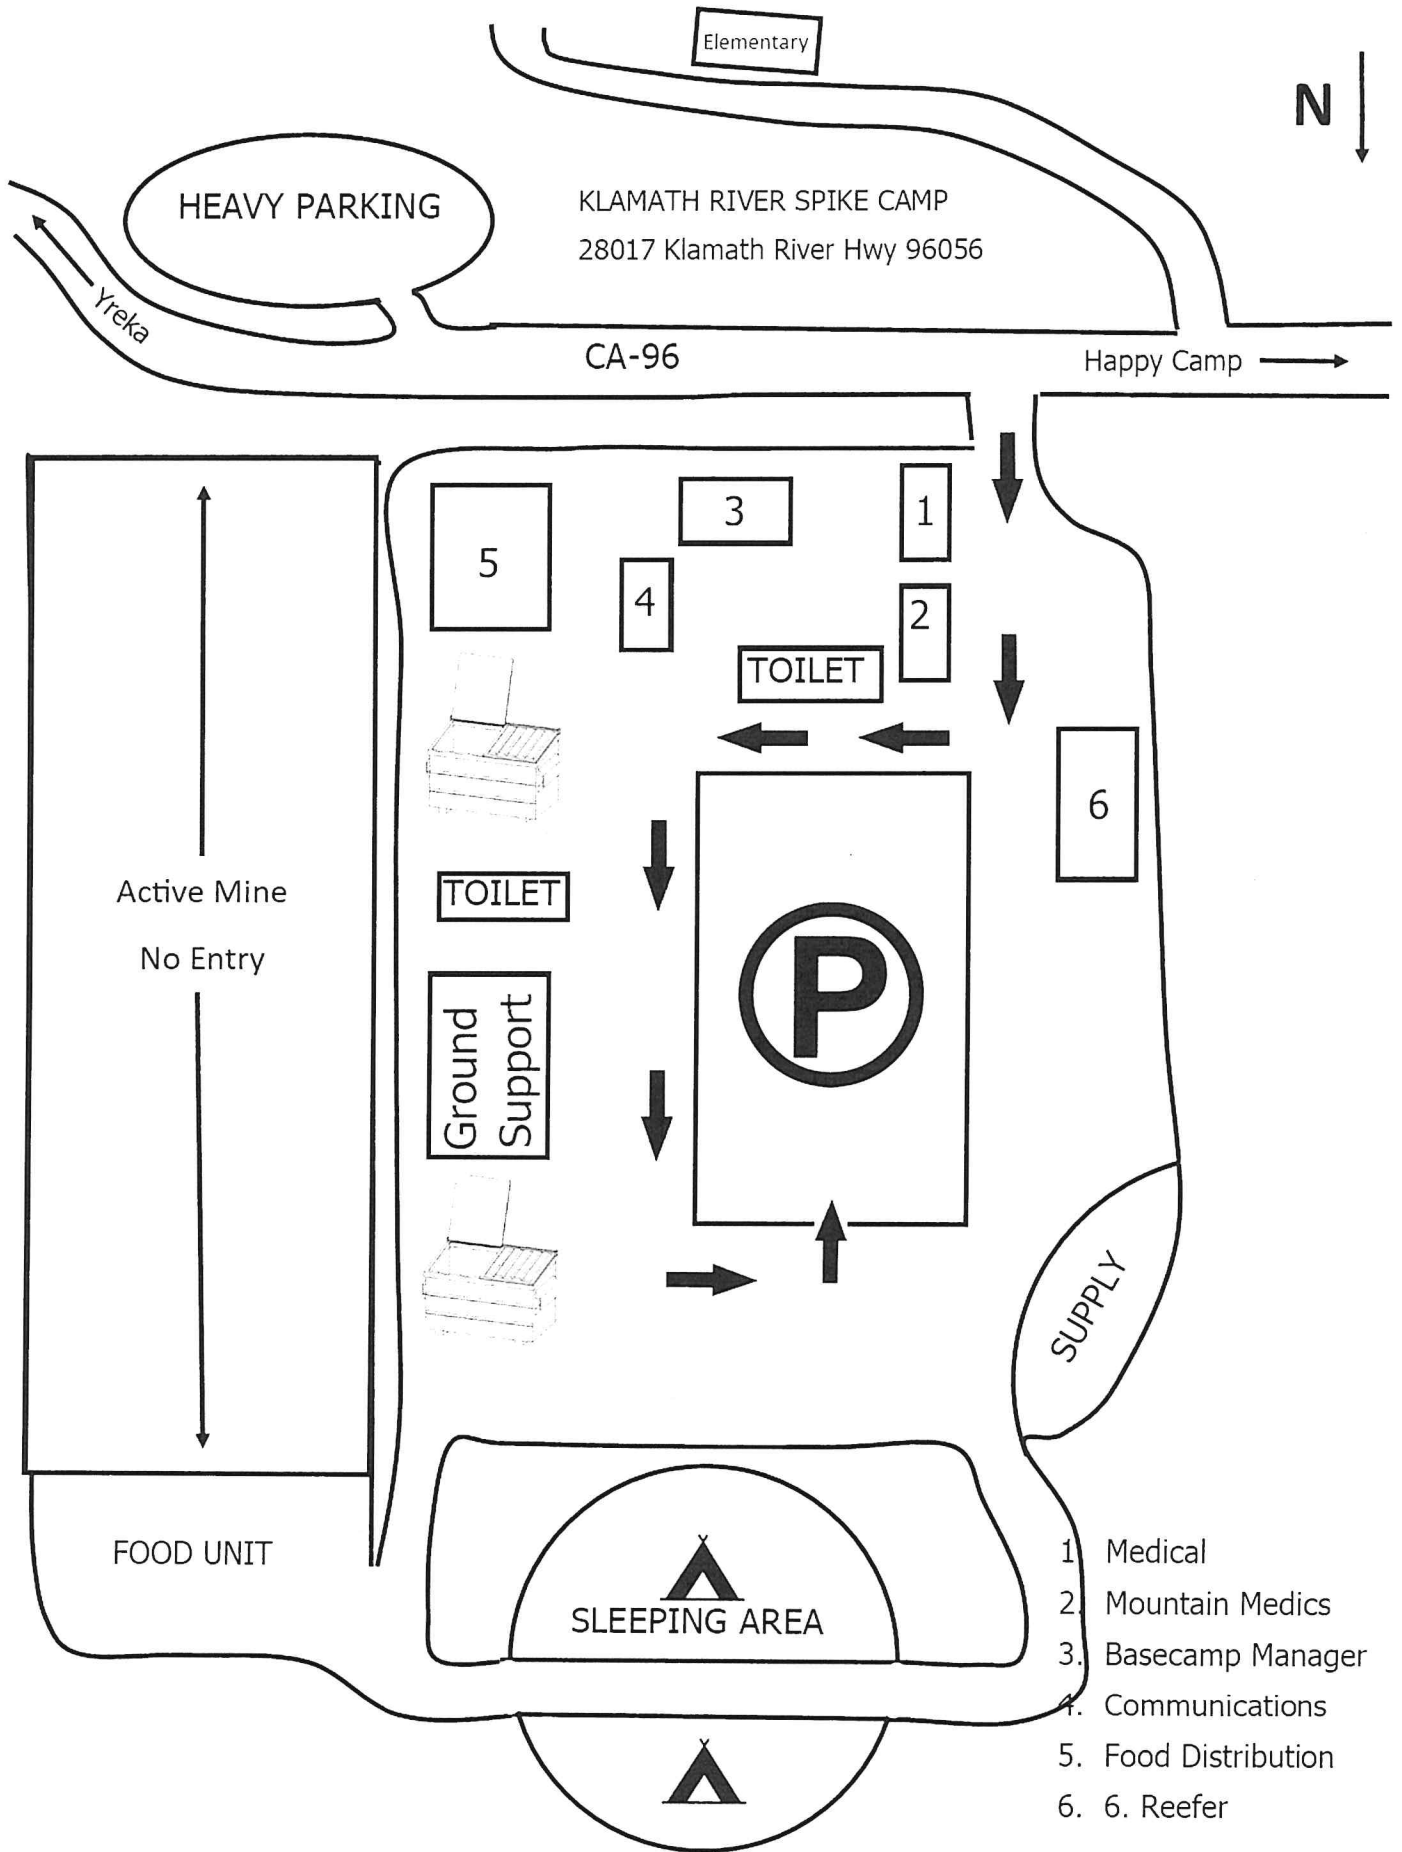 Elementary
N
HEAVY PARKING
KLAMATH RIVER SPIKE CAMP
28017 Klamath River Hwy 96056
Yreka
CA-96
Happy Camp
3
1
5
4
2
TOILET
6
Active Mine
No Entry
TOILET
P
Ground
Support
SUPPLY
FOOD UNIT
SLEEPING AREA
1. Medical
2. Mountain Medics
3. Basecamp Manager
4. Communications
5. Food Distribution
6. 6. Reefer